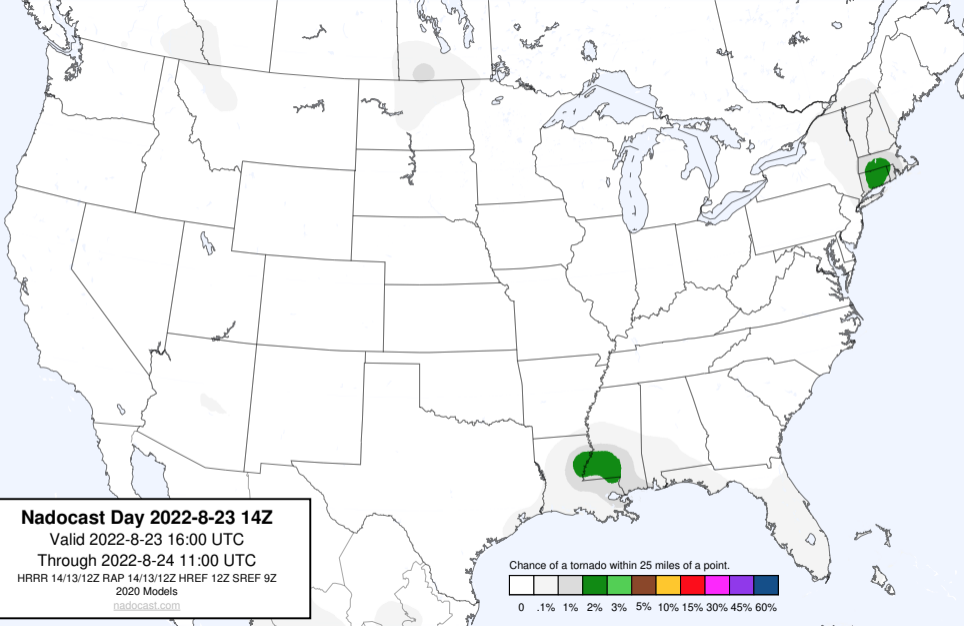 Nadocast Day 2022-8-23 14Z
Valid 2022-8-23 16:00 UTC
Through 2022-8-24 11:00 UTC
HRRR 14/13/12Z RAP 14/13/12Z HREF 12Z SREF 9Z
2020 Models
nadocast.com
Chance of a tornado within 25 miles of a point.
0 .1% 1% 2% 3% 5% 10% 15% 30% 45% 60%